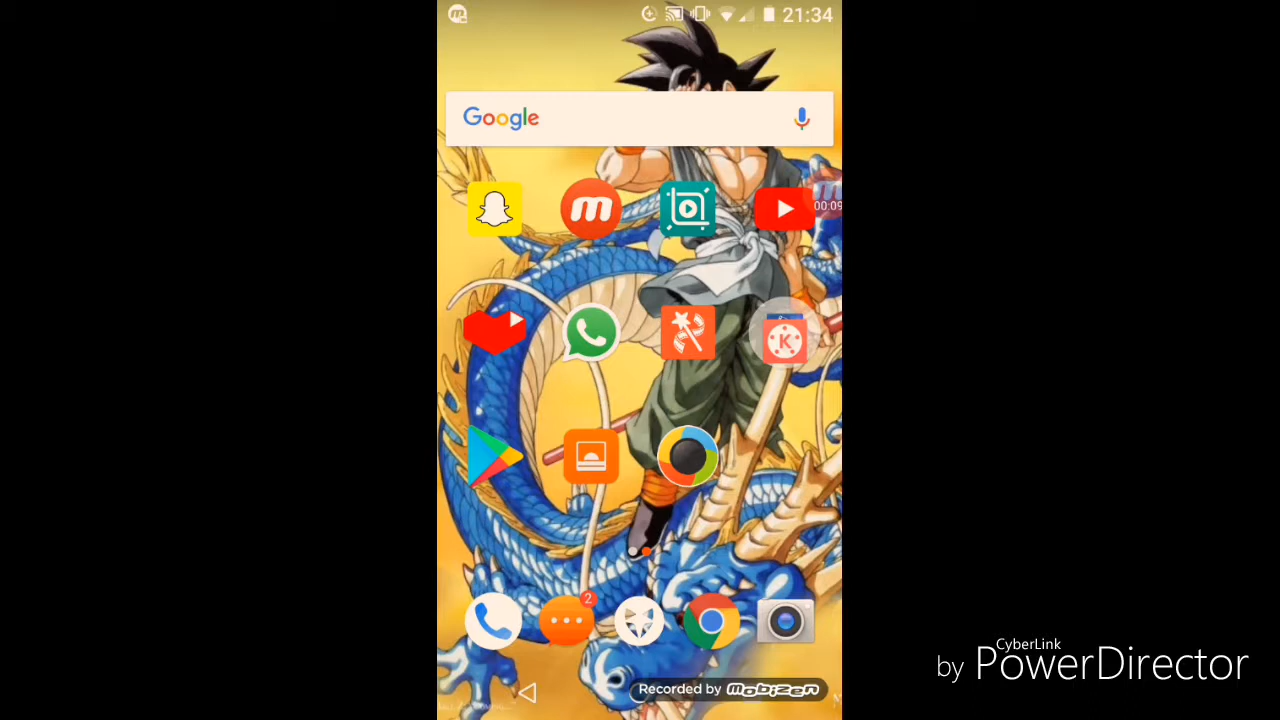 21:34
Google
m
00:09
K
2
Recorded by mobizen
CyberLink
by PowerDirector